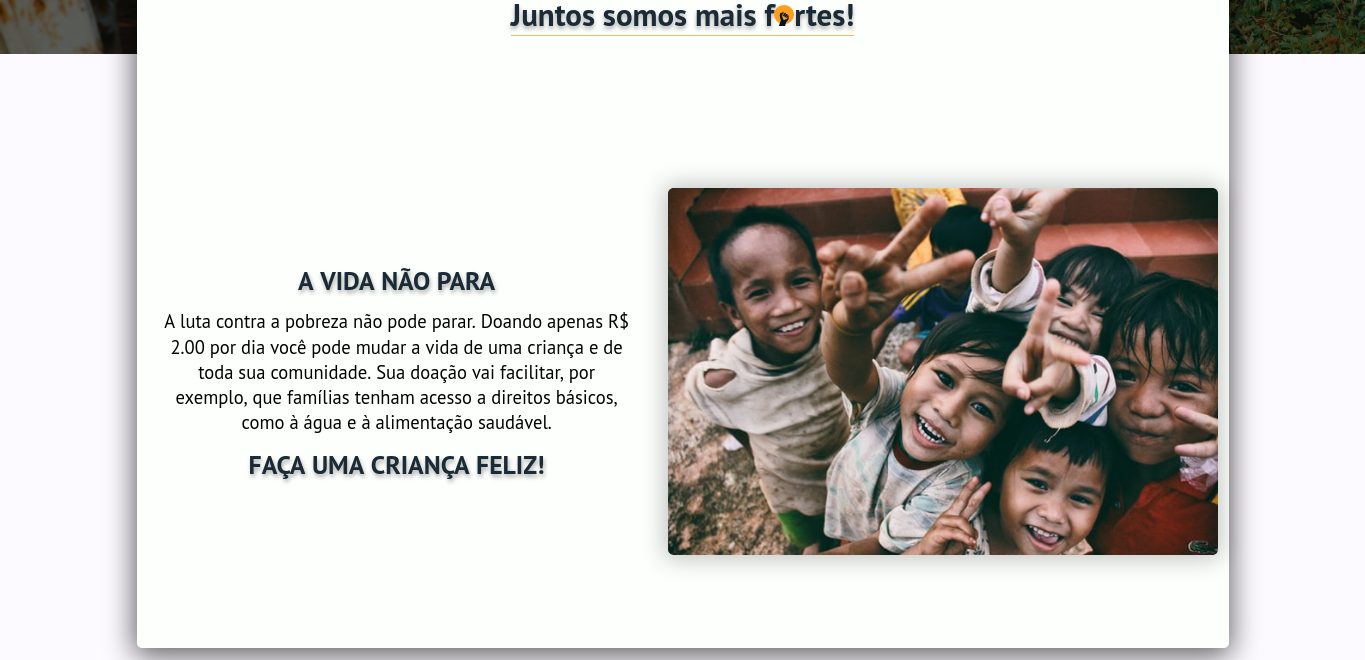 Juntos somos mais fortes!
A VIDA NÃO PARA
A luta contra a pobreza não pode parar. Doando apenas R$
2.00 por dia você pode mudar a vida de uma criança e de
toda sua comunidade. Sua doação vai facilitar, por
exemplo, que famílias tenham acesso a direitos básicos,
como à água e à alimentação saudável.
FAÇA UMA CRIANÇA FELIZ!